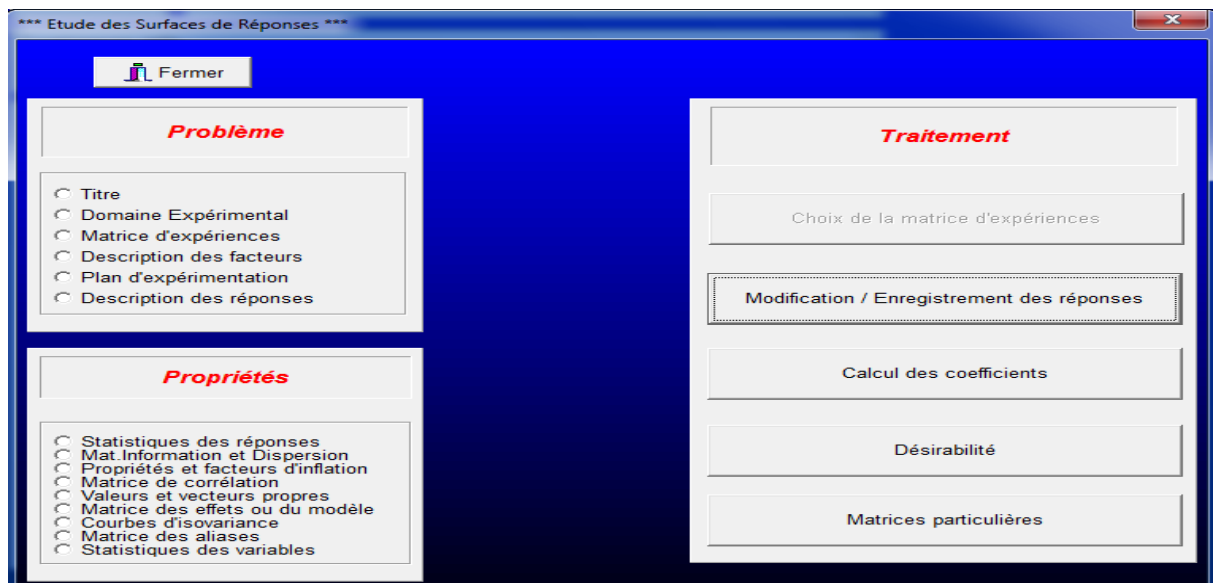 *** Etude des Surfaces de Réponses ***
Fermer
Problème
Titre
Domaine Expérimental
Matrice d'expériences
Description des facteurs
Plan d'expérimentation
Description des réponses
Propriétés
Statistiques des réponses
Mat.Information et Dispersion
Propriétés et facteurs d'inflation
Matrice de corrélation
Valeurs et vecteurs propres
Matrice des effets ou du modèle
Courbes d'isovariance
Matrice des aliases
Statistiques des variables
Traitement
Choix de la matrice d'expériences
Modification / Enregistrement des réponses
Calcul des coefficients
Désirabilité
Matrices particulières